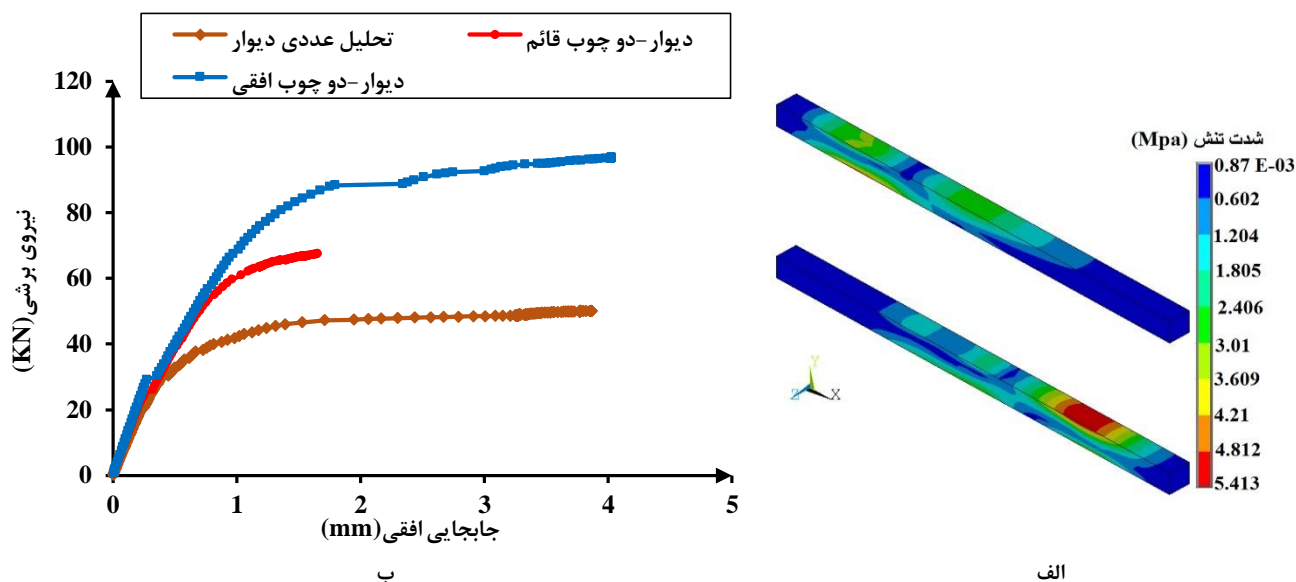 دیوار-دو چوب قائم
تحلیل عددی دیوار
دیوار-دو چوب افقی
120
100
80
60
40
20
0
نیروی برشی(KN)
0 1 2 3 4 5
جابجایی افقی(mm)
ب
شدت تنش (Mpa)
0.87 E-03
0.602
1.204
1.805
2.406
3.01
3.609
4.21
4.812
5.413
Y
Z
X
الف